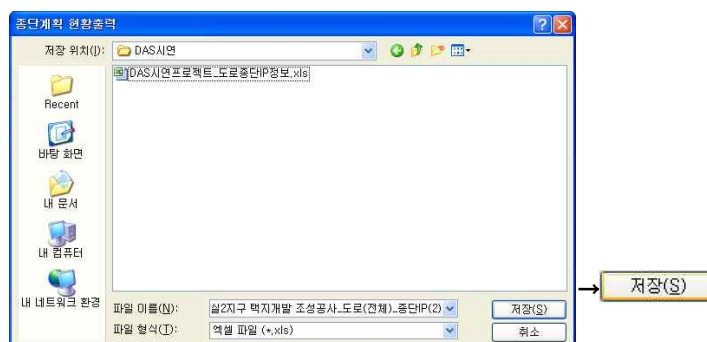 종단계획 현황출력
저장 위치(I):
DAS시연
DAS시연프로젝트_도로종단IP정보.xls
Recent
바탕 화면
내 문서
내 컴퓨터
내 네트워크 환경
파일 이름(N):
실2지구 택지개발 조성공사_도로(전체)_종단IP(2)
저장(S)
파일 형식(T):
엑셀 파일 (*.xls)
취소
→ 저장(S)